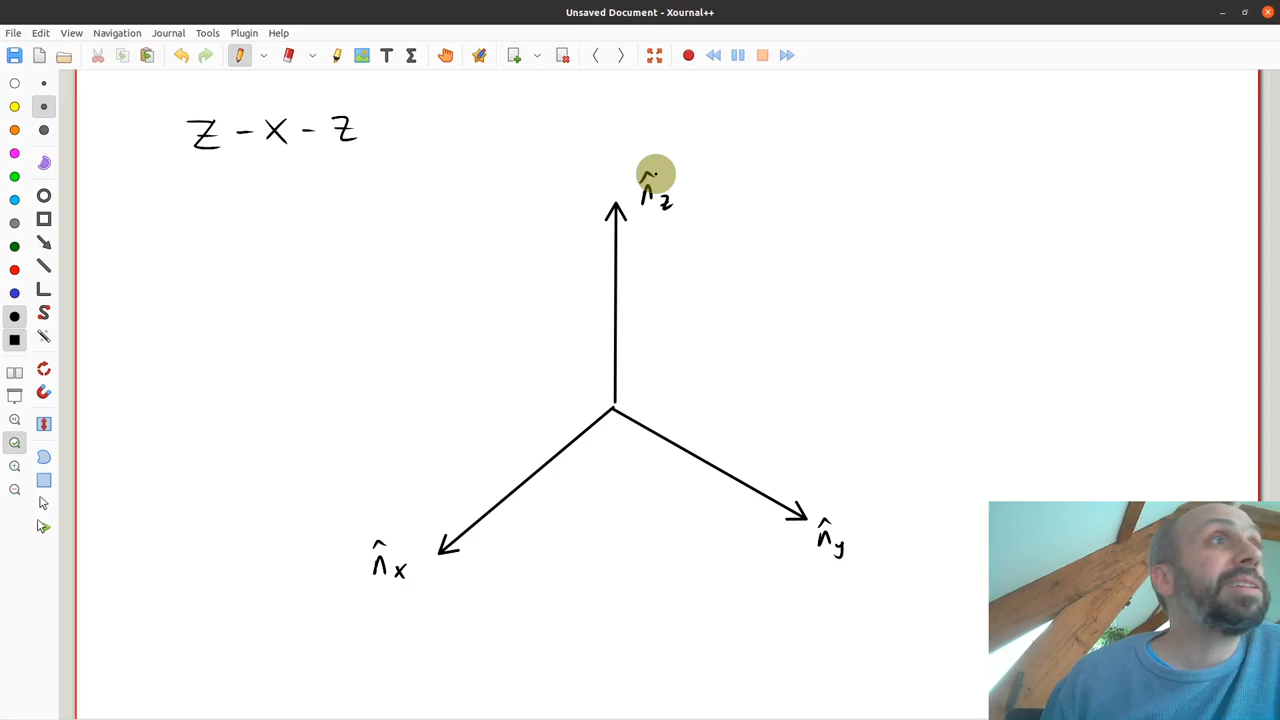 Unsaved Document - Xournal++
File Edit View Navigation Journal Tools Plugin Help
Z - X - Z
n̂z
n̂x
n̂y